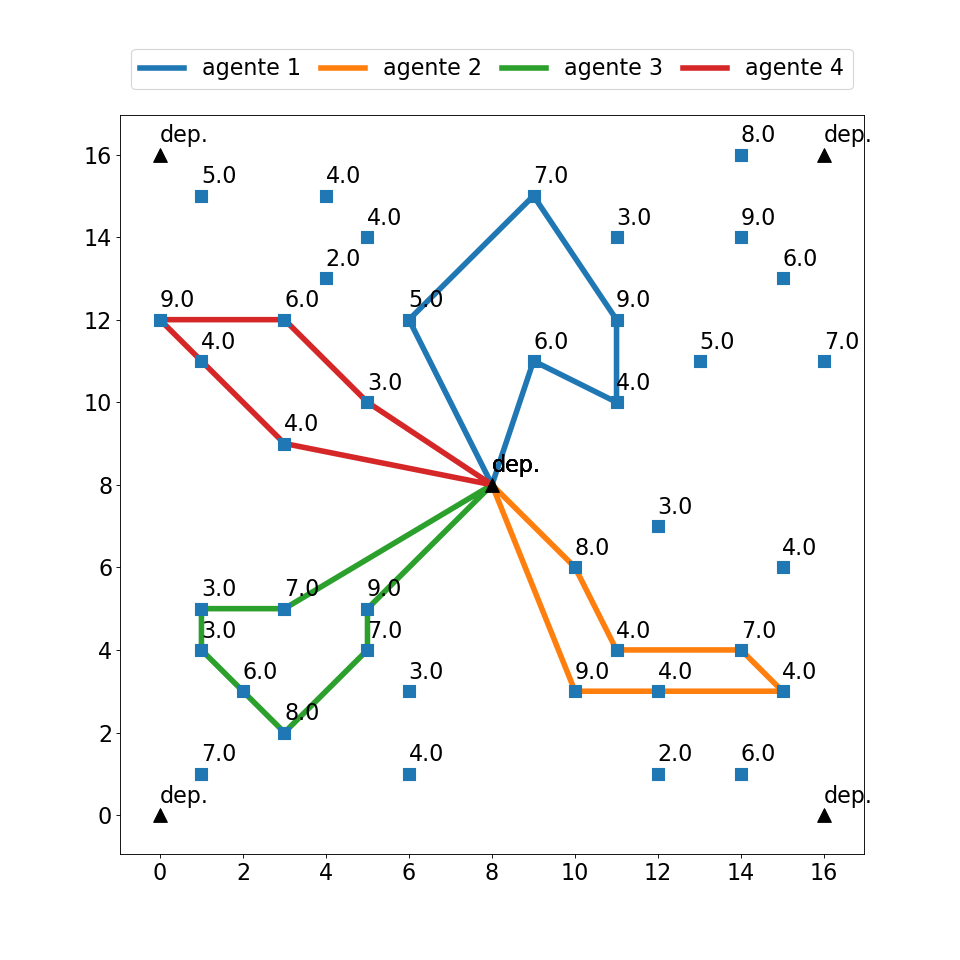 agente 1 agente 2 agente 3 agente 4
dep. 8.0 dep.
16
5.0 4.0 7.0
4.0 3.0 9.0
14
2.0 6.0
9.0 6.0 5.0 9.0
12
4.0 6.0 5.0 7.0
3.0 4.0
10
4.0
dep.
8
3.0
8.0 4.0
6
3.0 7.0 9.0
3.0 7.0 4.0 7.0
4
6.0 3.0 9.0 4.0 4.0
8.0
2
7.0 4.0 2.0 6.0
dep. dep.
0
0 2 4 6 8 10 12 14 16